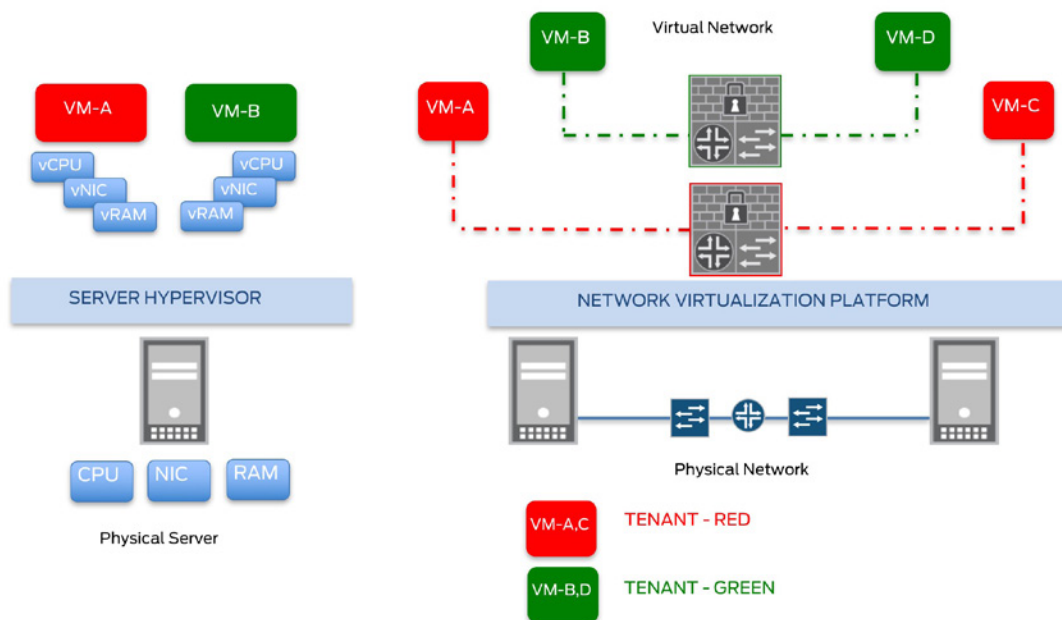 VM-A
VM-B
vCPU
vNIC
vRAM
vCPU
vNIC
vRAM
SERVER HYPERVISOR
CPU
NIC
RAM
Physical Server
Virtual Network
VM-B
VM-D
VM-A
VM-C
NETWORK VIRTUALIZATION PLATFORM
Physical Network
VM-A,C
TENANT - RED
VM-B,D
TENANT - GREEN